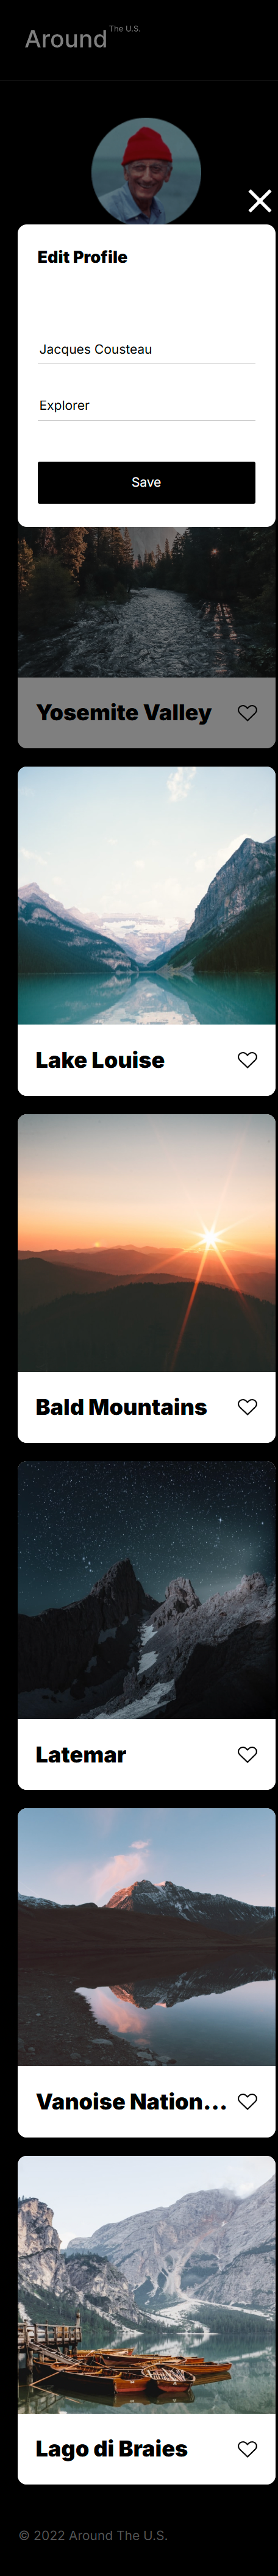 Around The U.S.
Edit Profile
Jacques Cousteau
Explorer
Save
Yosemite Valley
Lake Louise
Bald Mountains
Latemar
Vanoise Nation...
Lago di Braies
© 2022 Around The U.S.